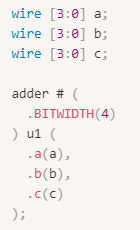 wire [3:0] a;
wire [3:0] b;
wire [3:0] c;
adder # (
.BITWIDTH(4)
) u1 (
.a(a),
.b(b),
.c(c)
);